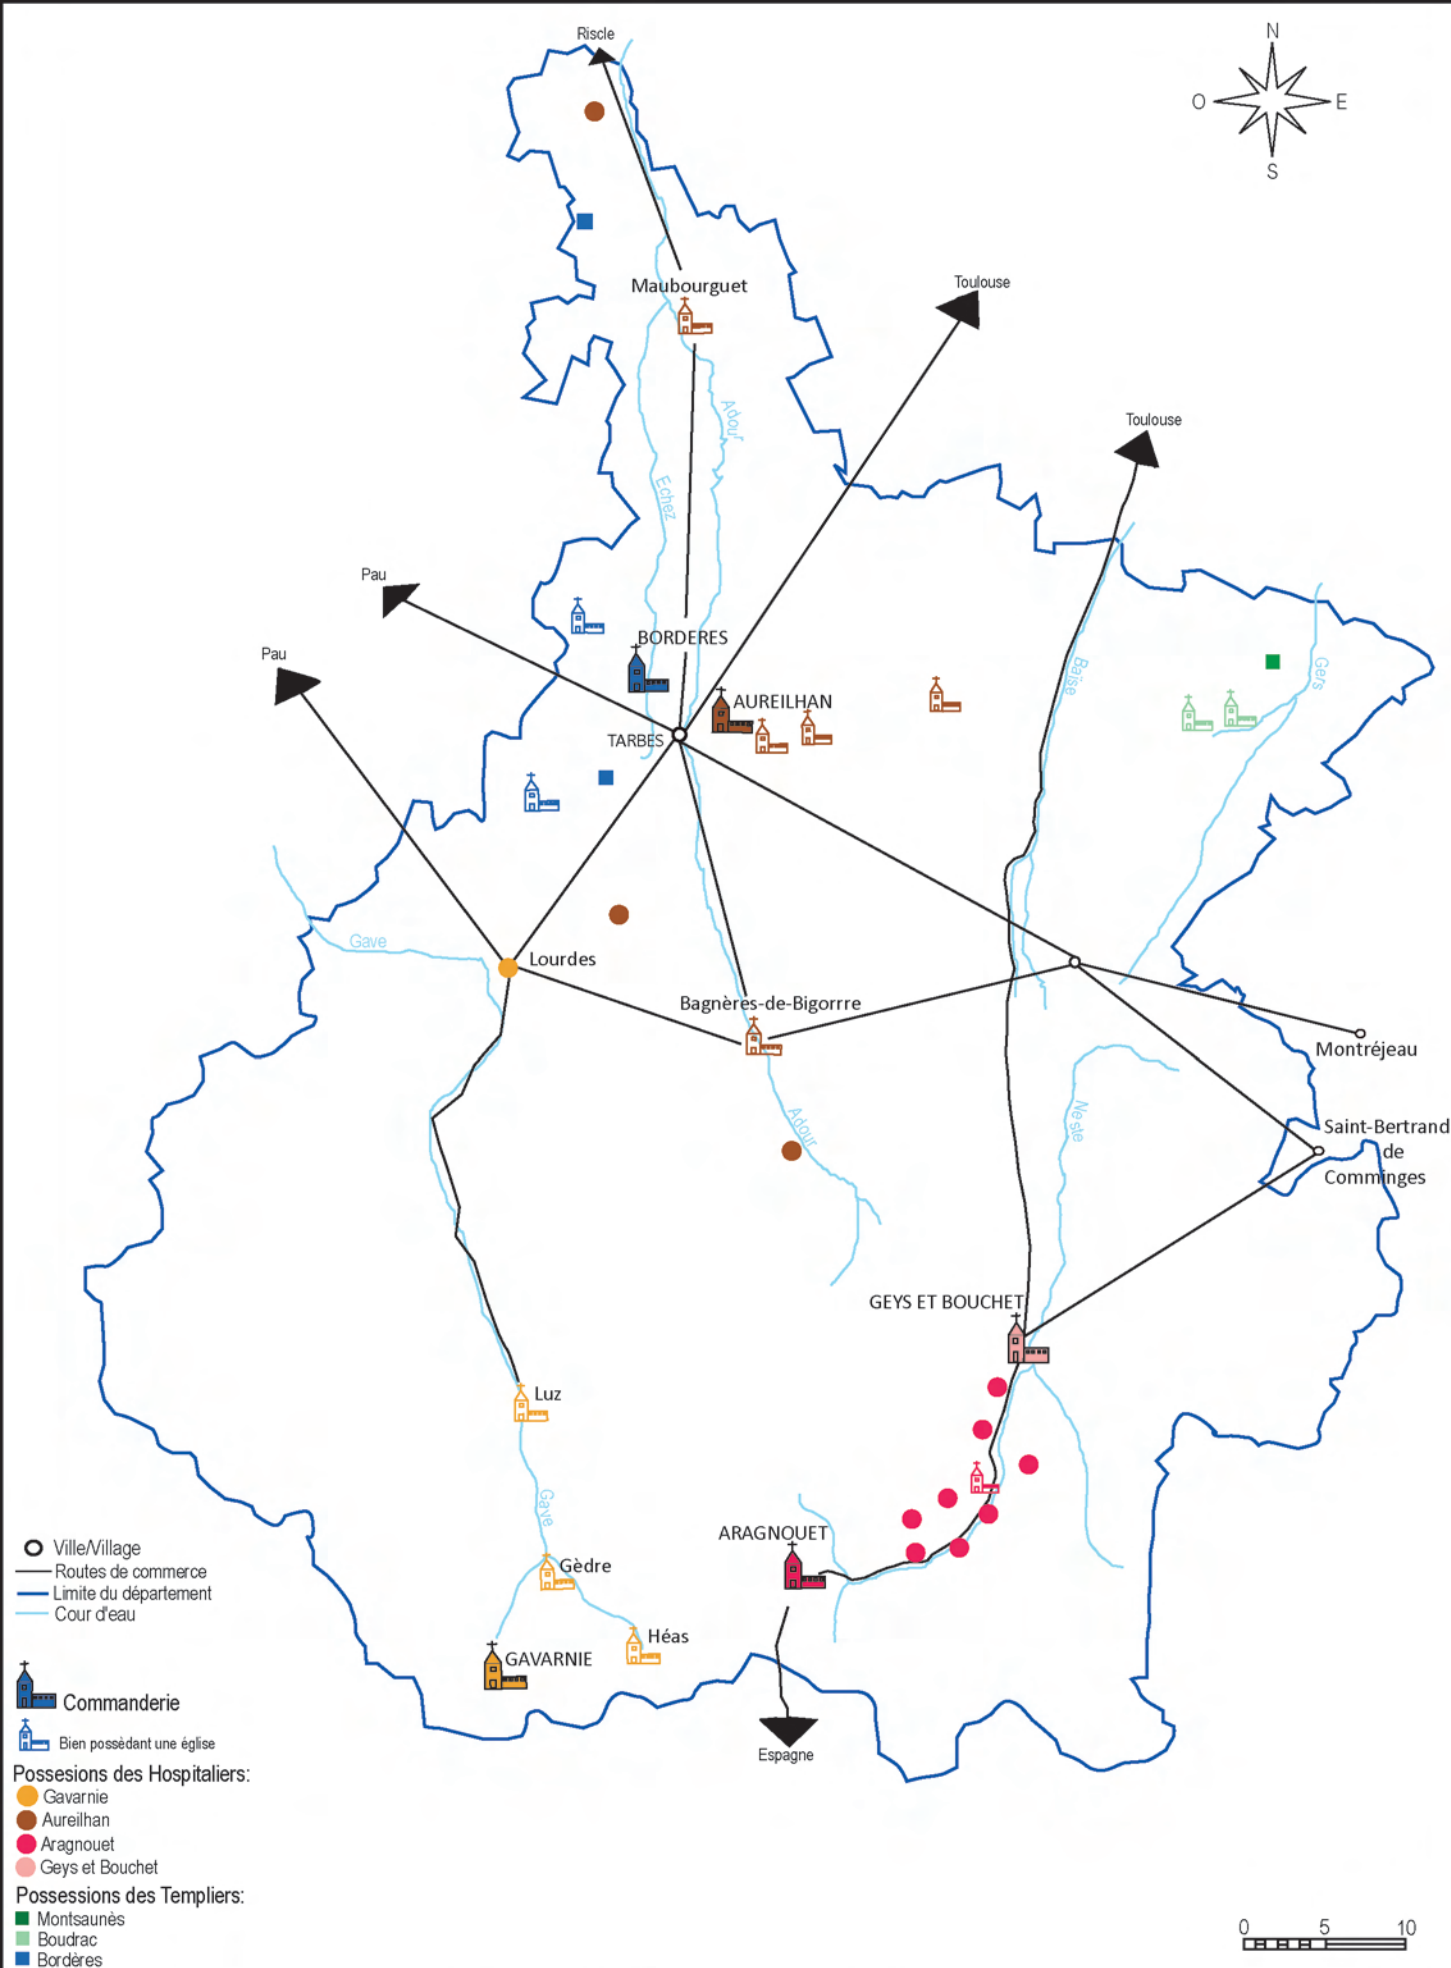 Riscle
N
O
E
S
Maubourguet
Toulouse
Adour
Toulouse
Echez
Pau
BORDERES
Pau
Baïse
Gers
AUREILHAN
TARBES
Gave
Lourdes
Bagnères-de-Bigorrre
Montréjeau
Neste
Adour
Saint-Bertrand
de
Comminges
GEYS ET BOUCHET
Luz
Gave
ARAGNOUET
Gèdre
Héas
GAVARNIE
Espagne
Ville/Village
Routes de commerce
Limite du département
Cour d'eau
Commanderie
Bien possèdant une église
Possesions des Hospitaliers:
Gavarnie
Aureilhan
Aragnouet
Geys et Bouchet
Possessions des Templiers:
Montsaunès
Boudrac
Bordères
0 5 10